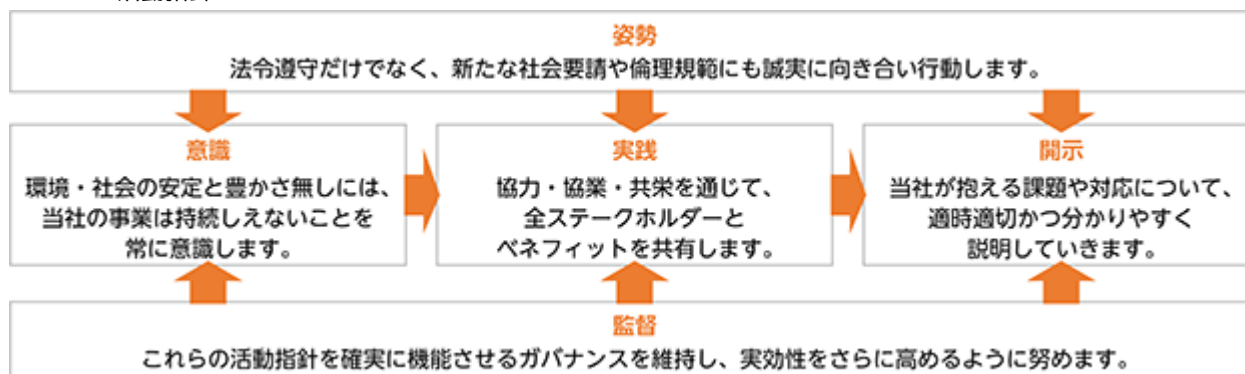 姿勢
法令遵守だけでなく、新たな社会要請や倫理規範にも誠実に向き合い行動します。
意識
環境・社会の安定と豊かさ無しには、
当社の事業は持続しえないことを
常に意識します。
実践
協力・協業・共栄を通じて、
全ステークホルダーと
ベネフィットを共有します。
開示
当社が抱える課題や対応について、
適時適切かつ分かりやすく
説明していきます。
監督
これらの活動指針を確実に機能させるガバナンスを維持し、実効性をさらに高めるように努めます。